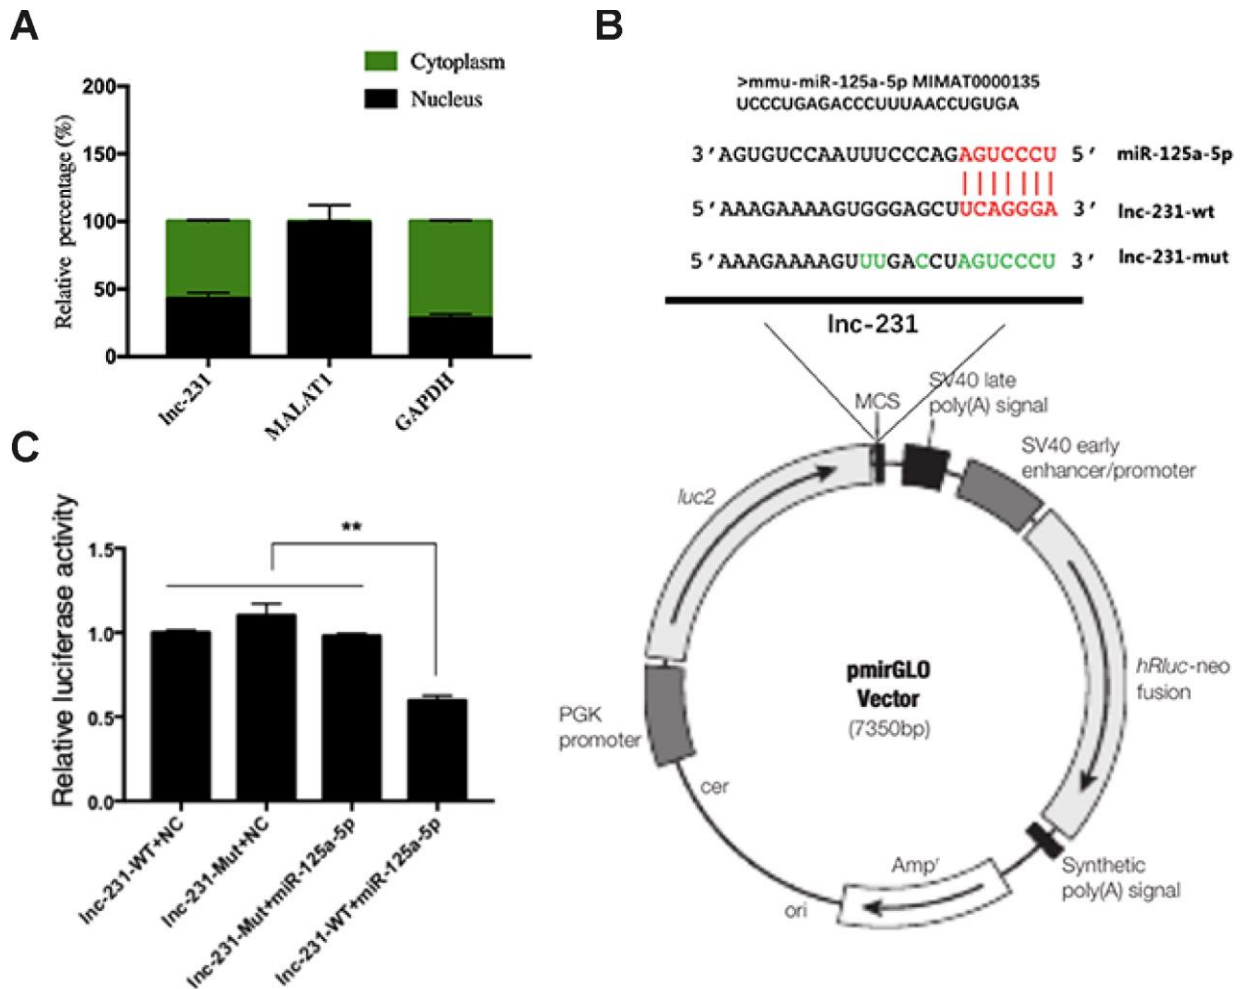 A
Cytoplasm
Nucleus
Relative percentage (%)
200
150
100
50
0
lnc-231
MALAT1
GAPDH
B
>mmu-miR-125a-5p MIMAT0000135
UCCCUGAGACCCUUUAACCUGUGA
3'AGUGUCCAAUUUCCCAGAGUCCCU 5' miR-125a-5p
5'AAAGAAAAGUGGGAGCUUCAGGGA 3' lnc-231-wt
5'AAAGAAAAGUUUGACCUAGUCCCU 3' lnc-231-mut
lnc-231
MCS
SV40 late
poly(A) signal
SV40 early
enhancer/promoter
luc2
hRluc-neo
fusion
pmirGLO
Vector
(7350bp)
PGK
promoter
cer
Synthetic
poly(A) signal
Ampʳ
ori
C
Relative luciferase activity
1.5
1.0
0.5
0.0
**
lnc-231-WT+NC
lnc-231-Mut+NC
lnc-231-Mut+miR-125a-5p
lnc-231-WT+miR-125a-5p